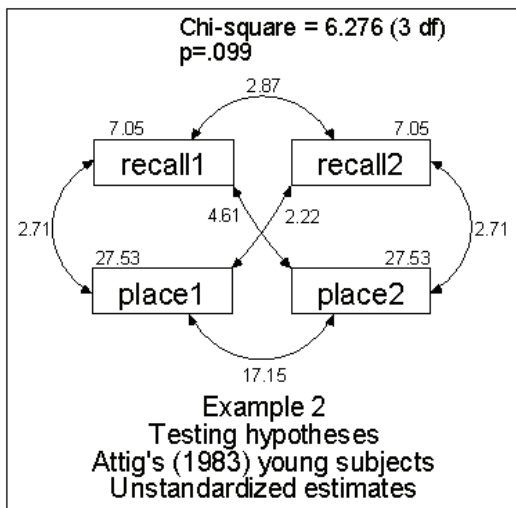 Chi-square = 6.276 (3 df)
p=.099
2.87
7.05
7.05
recall1
recall2
4.61
2.22
2.71
2.71
27.53
27.53
place1
place2
17.15
Example 2
Testing hypotheses
Attig's (1983) young subjects
Unstandardized estimates